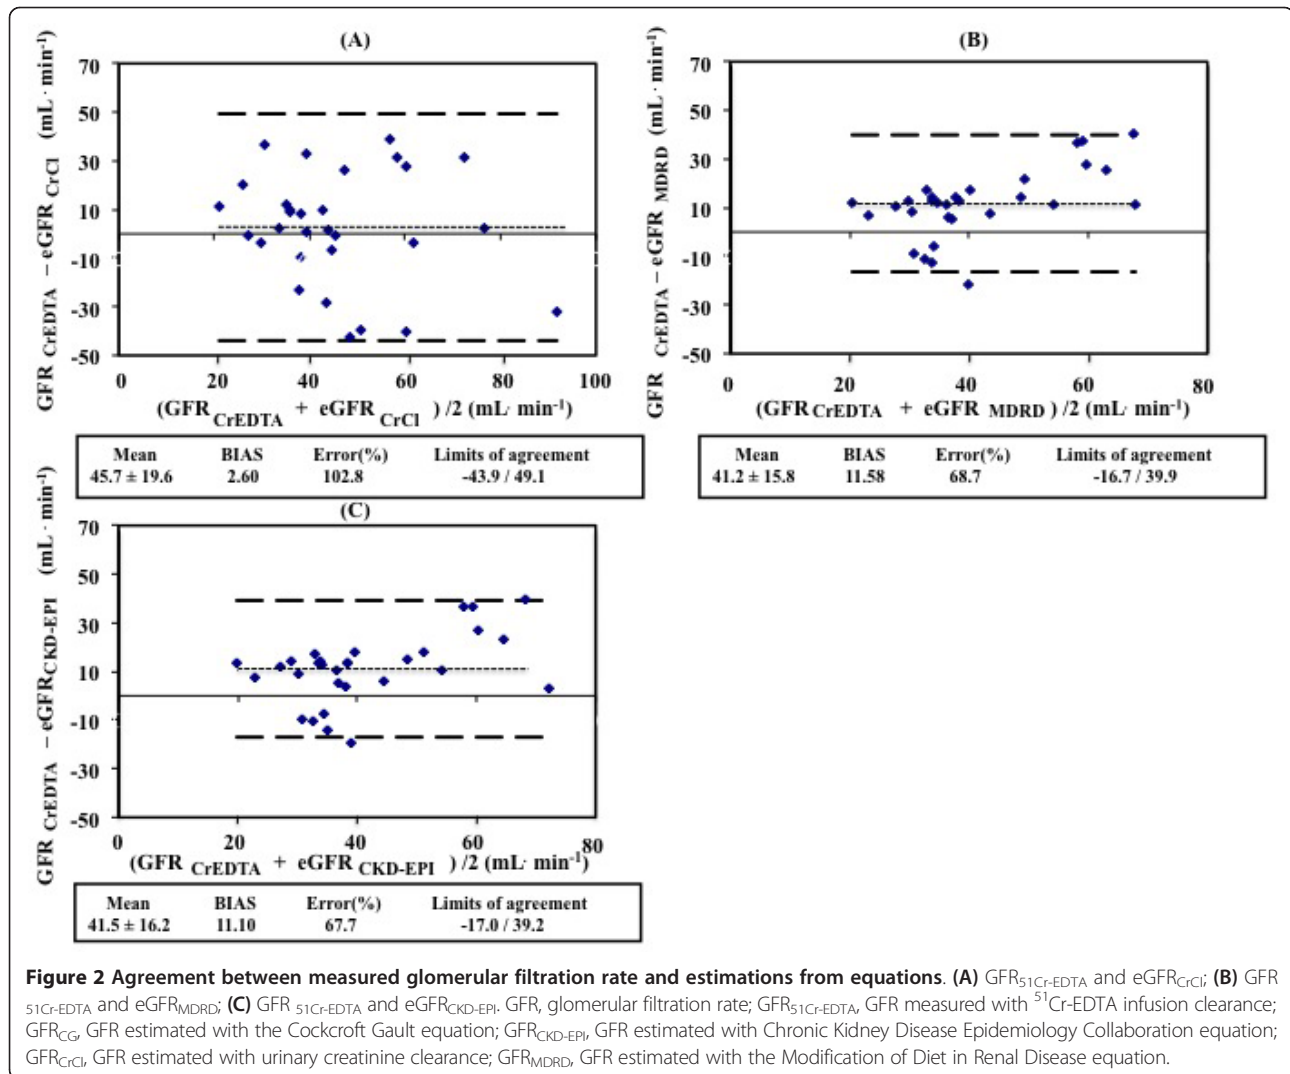 (A)
GFR CrEDTA – eGFR CrCl (mL · min-1)
70
50
30
10
-10
-30
-50
0 20 40 60 80 100
(GFR CrEDTA + eGFR CrCl ) /2 (mL· min-1)
Mean BIAS Error(%) Limits of agreement
45.7 ± 19.6 2.60 102.8 -43.9 / 49.1
(B)
GFR CrEDTA – eGFR MDRD (mL · min-1)
70
50
30
10
-10
-30
-50
0 20 40 60 80
(GFR CrEDTA + eGFR MDRD ) /2 (mL· min-1)
Mean BIAS Error(%) Limits of agreement
41.2 ± 15.8 11.58 68.7 -16.7 / 39.9
(C)
GFR CrEDTA – eGFR CKD-EPI (mL · min-1)
70
50
30
10
-10
-30
-50
0 20 40 60 80
(GFR CrEDTA + eGFR CKD-EPI ) /2 (mL· min-1)
Mean BIAS Error(%) Limits of agreement
41.5 ± 16.2 11.10 67.7 -17.0 / 39.2
Figure 2 Agreement between measured glomerular filtration rate and estimations from equations. (A) GFR51Cr-EDTA and eGFRCrCl; (B) GFR
51Cr-EDTA and eGFRMDRD; (C) GFR 51Cr-EDTA and eGFRCKD-EPI. GFR, glomerular filtration rate; GFR51Cr-EDTA, GFR measured with 51Cr-EDTA infusion clearance;
GFRCG, GFR estimated with the Cockcroft Gault equation; GFRCKD-EPI, GFR estimated with Chronic Kidney Disease Epidemiology Collaboration equation;
GFRCrCl, GFR estimated with urinary creatinine clearance; GFRMDRD, GFR estimated with the Modification of Diet in Renal Disease equation.